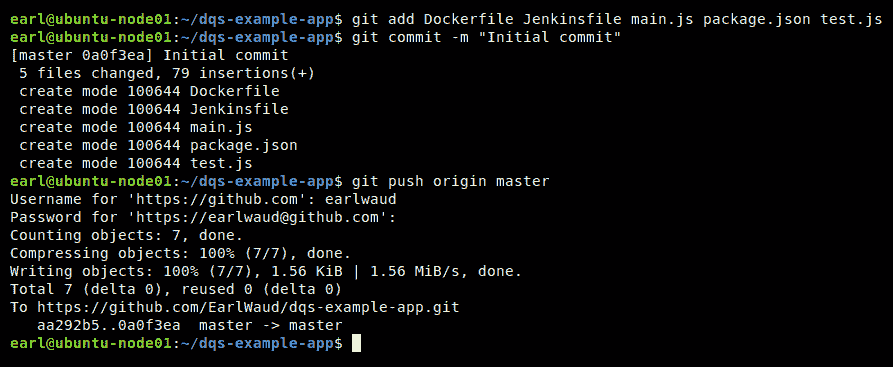 earl@ubuntu-node01:~/dqs-example-app$ git add Dockerfile Jenkinsfile main.js package.json test.js
earl@ubuntu-node01:~/dqs-example-app$ git commit -m "Initial commit"
[master 0a0f3ea] Initial commit
 5 files changed, 79 insertions(+)
 create mode 100644 Dockerfile
 create mode 100644 Jenkinsfile
 create mode 100644 main.js
 create mode 100644 package.json
 create mode 100644 test.js
earl@ubuntu-node01:~/dqs-example-app$ git push origin master
Username for 'https://github.com': earlwaud
Password for 'https://earlwaud@github.com':
Counting objects: 7, done.
Compressing objects: 100% (7/7), done.
Writing objects: 100% (7/7), 1.56 KiB | 1.56 MiB/s, done.
Total 7 (delta 0), reused 0 (delta 0)
To https://github.com/EarlWaud/dqs-example-app.git
   aa292b5..0a0f3ea  master -> master
earl@ubuntu-node01:~/dqs-example-app$